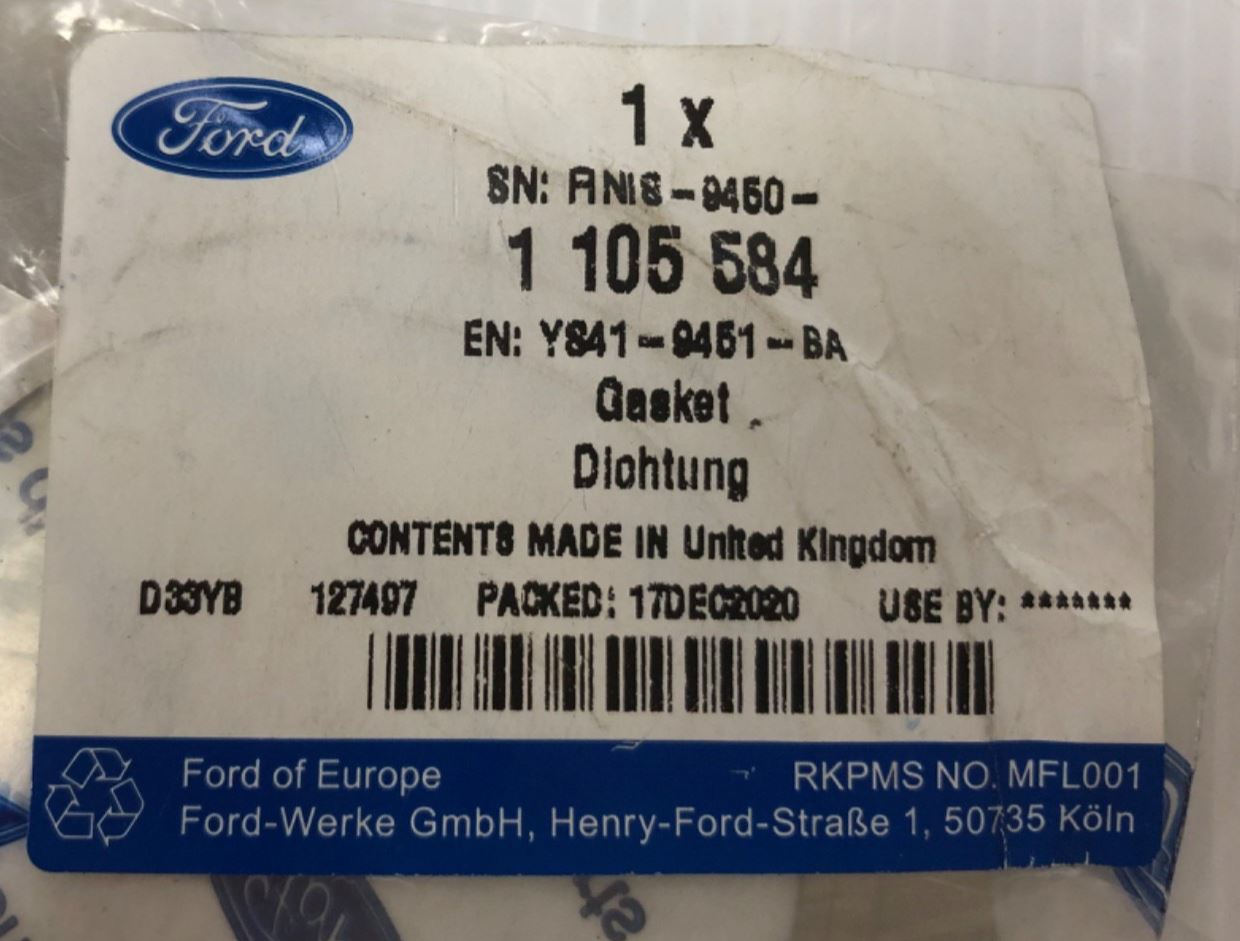 Ford
1 x
SN: FINIS-9450-
1 105 584
EN: YS41-9451-BA
Gasket
Dichtung
CONTENTS MADE IN United Kingdom
D33YB 127497 PACKED: 17DEC2020 USE BY: *******
Ford of Europe RKPMS NO. MFL001
Ford-Werke GmbH, Henry-Ford-Straße 1, 50735 Köln